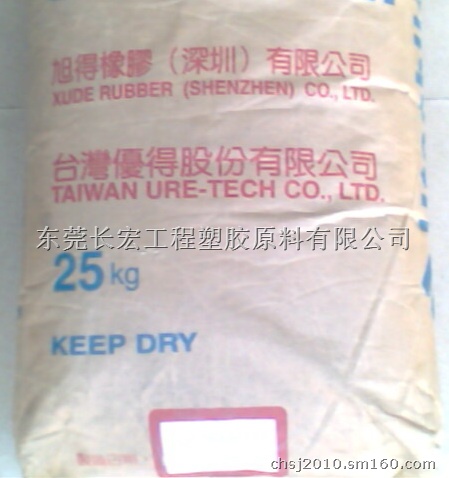 旭得橡膠（深圳）有限公司
XUDE RUBBER (SHENZHEN) CO., LTD.
台灣優得股份有限公司
TAIWAN URE-TECH CO., LTD.
东莞长宏工程塑胶原料有限公司
25kg
KEEP DRY
chsj2010.sm160.com